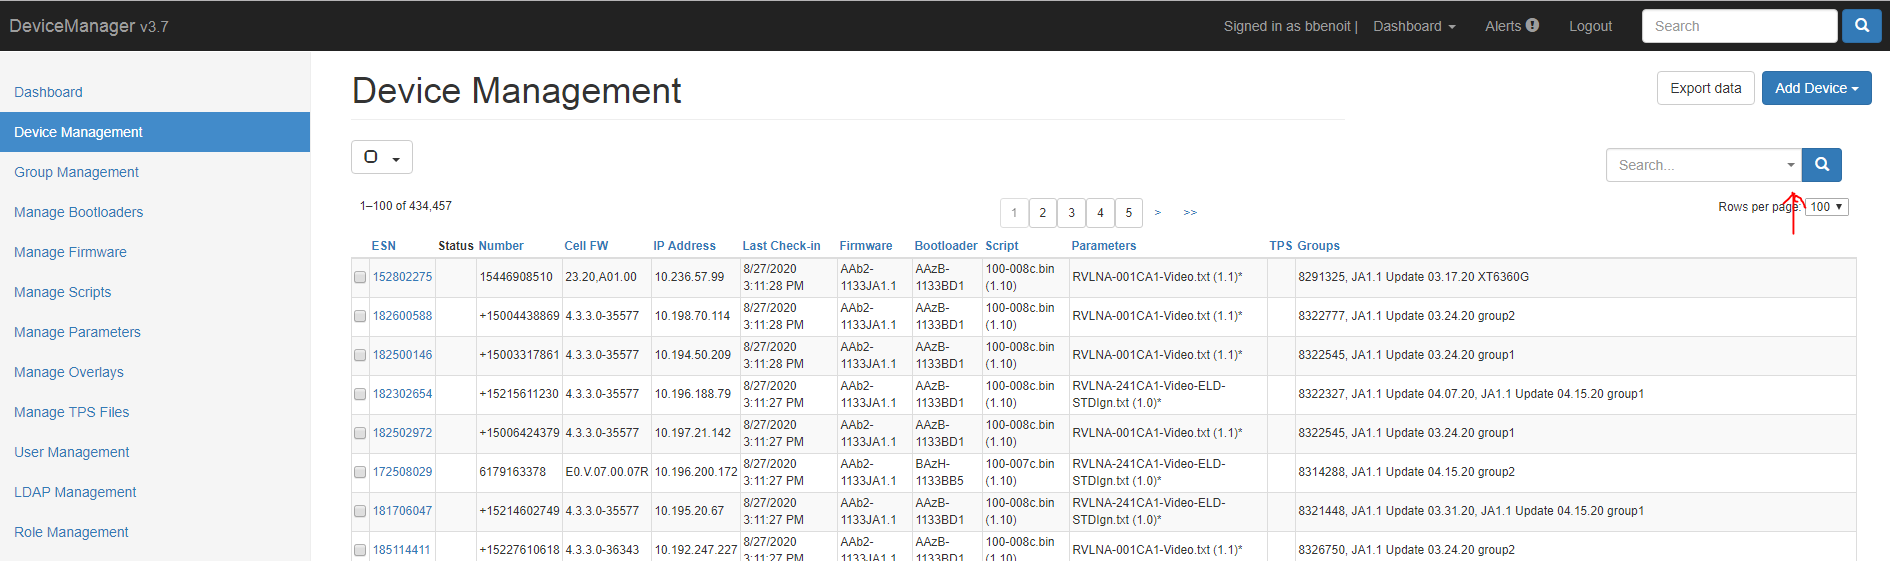 DeviceManager v3.7
Signed in as bbenoit |
Dashboard
Alerts
Logout
Search
Dashboard
Device Management
Group Management
Manage Bootloaders
Manage Firmware
Manage Scripts
Manage Parameters
Manage Overlays
Manage TPS Files
User Management
LDAP Management
Role Management
Device Management
Export data
Add Device
Search...
1–100 of 434,457
1 2 3 4 5 > >>
Rows per page: 100
ESN Status Number Cell FW IP Address Last Check-in Firmware Bootloader Script Parameters TPS Groups
152802275 15446908510 23.20,A01.00 10.236.57.99 8/27/2020 3:11:28 PM AAb2-1133JA1.1 AAzB-1133BD1 100-008c.bin (1.10) RVLNA-001CA1-Video.txt (1.1)* 8291325, JA1.1 Update 03.17.20 XT6360G
182600588 +15004438869 4.3.3.0-35577 10.198.70.114 8/27/2020 3:11:28 PM AAb2-1133JA1.1 AAzB-1133BD1 100-008c.bin (1.10) RVLNA-001CA1-Video.txt (1.1)* 8322777, JA1.1 Update 03.24.20 group2
182500146 +15003317861 4.3.3.0-35577 10.194.50.209 8/27/2020 3:11:28 PM AAb2-1133JA1.1 AAzB-1133BD1 100-008c.bin (1.10) RVLNA-001CA1-Video.txt (1.1)* 8322545, JA1.1 Update 03.24.20 group1
182302654 +15215611230 4.3.3.0-35577 10.196.188.79 8/27/2020 3:11:27 PM AAb2-1133JA1.1 AAzB-1133BD1 100-008c.bin (1.10) RVLNA-241CA1-Video-ELD-STDIgn.txt (1.0)* 8322327, JA1.1 Update 04.07.20, JA1.1 Update 04.15.20 group1
182502972 +15006424379 4.3.3.0-35577 10.197.21.142 8/27/2020 3:11:27 PM AAb2-1133JA1.1 AAzB-1133BD1 100-008c.bin (1.10) RVLNA-001CA1-Video.txt (1.1)* 8322545, JA1.1 Update 03.24.20 group1
172508029 6179163378 E0.V.07.00.07R 10.196.200.172 8/27/2020 3:11:27 PM AAb2-1133JA1.1 BAzH-1133BB5 100-007c.bin (1.10) RVLNA-241CA1-Video-ELD-STDIgn.txt (1.0)* 8314288, JA1.1 Update 04.15.20 group2
181706047 +15214602749 4.3.3.0-35577 10.195.20.67 8/27/2020 3:11:27 PM AAb2-1133JA1.1 AAzB-1133BD1 100-008c.bin (1.10) RVLNA-241CA1-Video-ELD-STDIgn.txt (1.0)* 8321448, JA1.1 Update 03.31.20, JA1.1 Update 04.15.20 group1
185114411 +15227610618 4.3.3.0-36343 10.192.247.227 8/27/2020 3:11:27 PM AAb2-1133JA1.1 AAzB-1133BD1 100-008c.bin (1.10) RVLNA-001CA1-Video.txt (1.1)* 8326750, JA1.1 Update 03.24.20 group2